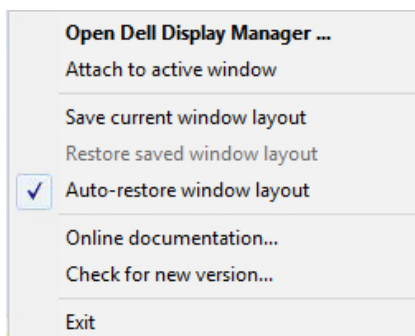 Open Dell Display Manager ...
Attach to active window
Save current window layout
Restore saved window layout
Auto-restore window layout
Online documentation...
Check for new version...
Exit